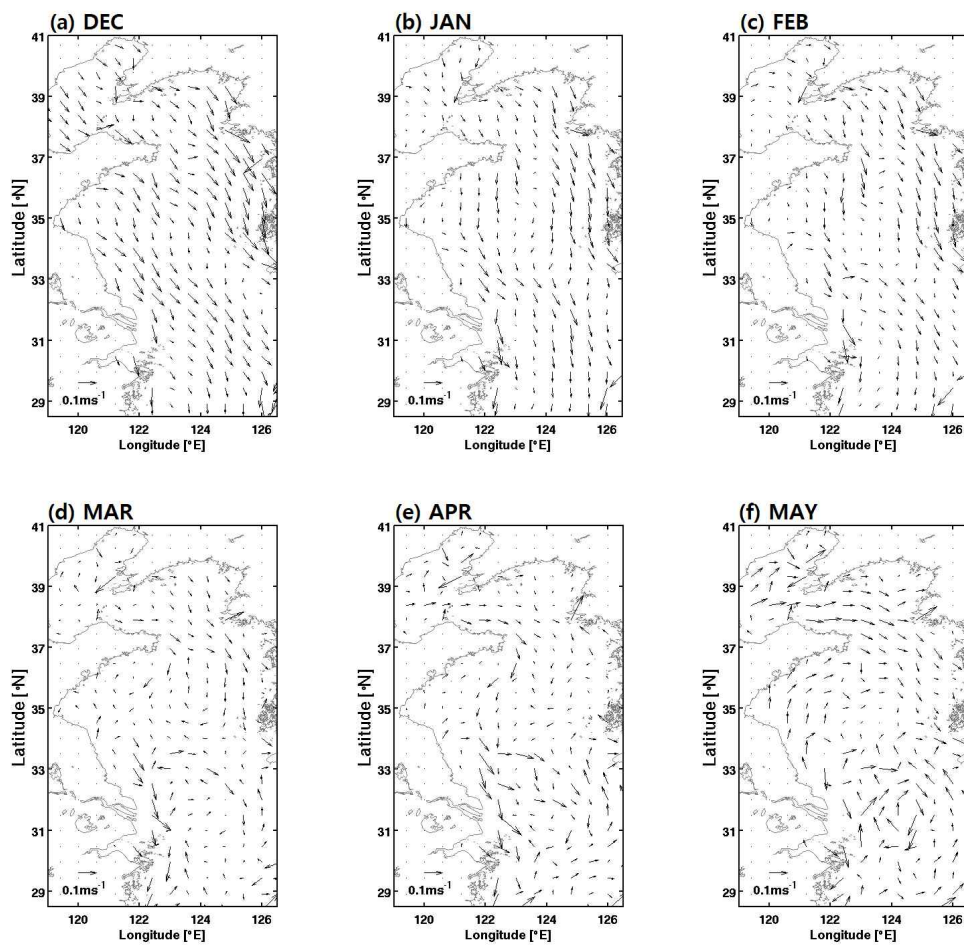 (a) DEC
(b) JAN
(c) FEB
41
39
37
35
33
31
29
Latitude [°N]
0.1ms-1
120 122 124 126
Longitude [°E]
41
39
37
35
33
31
29
Latitude [°N]
0.1ms-1
120 122 124 126
Longitude [°E]
41
39
37
35
33
31
29
Latitude [°N]
0.1ms-1
120 122 124 126
Longitude [°E]
(d) MAR
(e) APR
(f) MAY
41
39
37
35
33
31
29
Latitude [°N]
0.1ms-1
120 122 124 126
Longitude [°E]
41
39
37
35
33
31
29
Latitude [°N]
0.1ms-1
120 122 124 126
Longitude [°E]
41
39
37
35
33
31
29
Latitude [°N]
0.1ms-1
120 122 124 126
Longitude [°E]